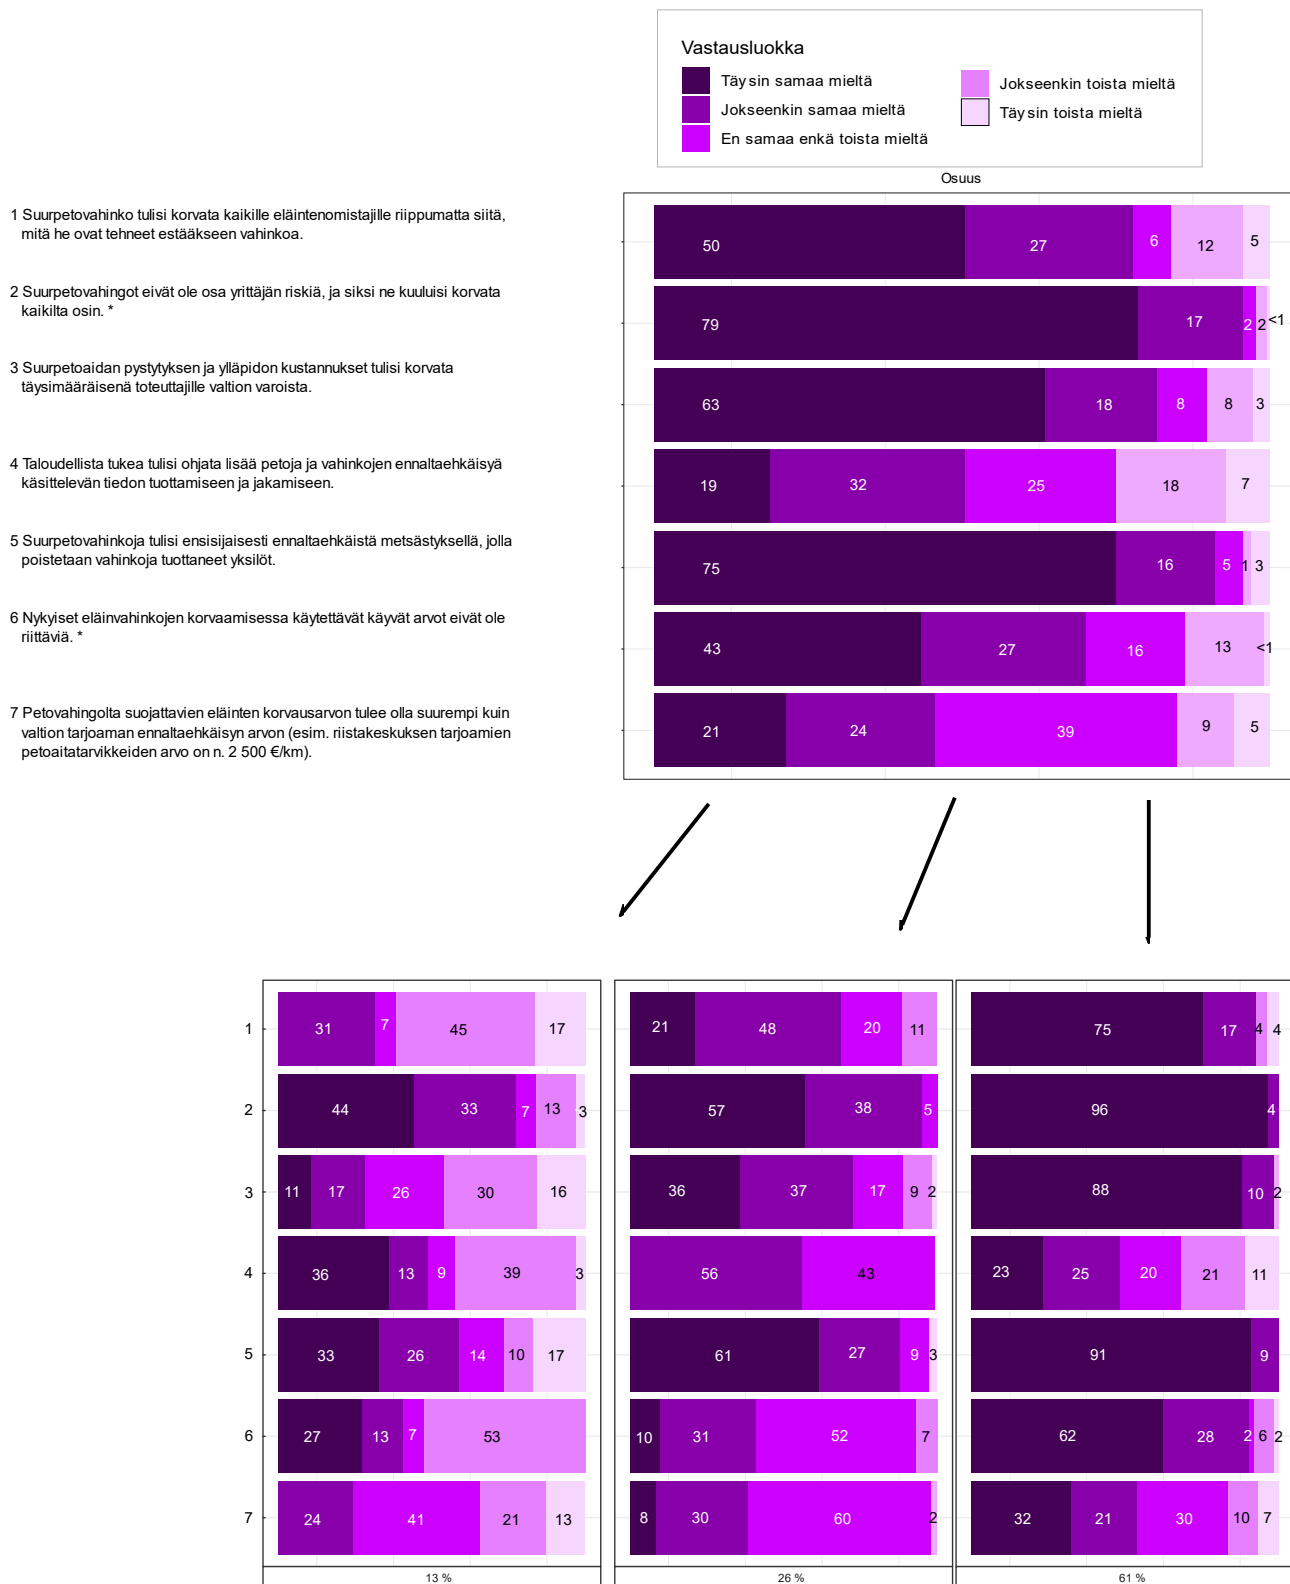 Vastausluokka
Täysin samaa mieltä
Jokseenkin samaa mieltä
En samaa enkä toista mieltä
Jokseenkin toista mieltä
Täysin toista mieltä
Osuus
1 Suurpetovahinko tulisi korvata kaikille eläintenomistajille riippumatta siitä,
mitä he ovat tehneet estääkseen vahinkoa.
50 27 6 12 5
2 Suurpetovahingot eivät ole osa yrittäjän riskiä, ja siksi ne kuuluisi korvata
kaikilta osin. *
79 17 2 2 <1
3 Suurpetoaidan pystytyksen ja ylläpidon kustannukset tulisi korvata
täysimääräisenä toteuttajille valtion varoista.
63 18 8 8 3
4 Taloudellista tukea tulisi ohjata lisää petoja ja vahinkojen ennaltaehkäisyä
käsittelevän tiedon tuottamiseen ja jakamiseen.
19 32 25 18 7
5 Suurpetovahinkoja tulisi ensisijaisesti ennaltaehkäistä metsästyksellä, jolla
poistetaan vahinkoja tuottaneet yksilöt.
75 16 5 1 3
6 Nykyiset eläinvahinkojen korvaamisessa käytettävät käyvät arvot eivät ole
riittäviä. *
43 27 16 13 <1
7 Petovahingolta suojattavien eläinten korvausarvon tulee olla suurempi kuin
valtion tarjoaman ennaltaehkäisyn arvon (esim. riistakeskuksen tarjoamien
petoaitatarvikkeiden arvo on n. 2 500 €/km).
21 24 39 9 5
1 31 7 45 17 21 48 20 11 75 17 4 4
2 44 33 7 13 3 57 38 5 96 4
3 11 17 26 30 16 36 37 17 9 2 88 10 2
4 36 13 9 39 3 56 43 23 25 20 21 11
5 33 26 14 10 17 61 27 9 3 91 9
6 27 13 7 53 10 31 52 7 62 28 2 6 2
7 24 41 21 13 8 30 60 2 32 21 30 10 7
13 % 26 % 61 %